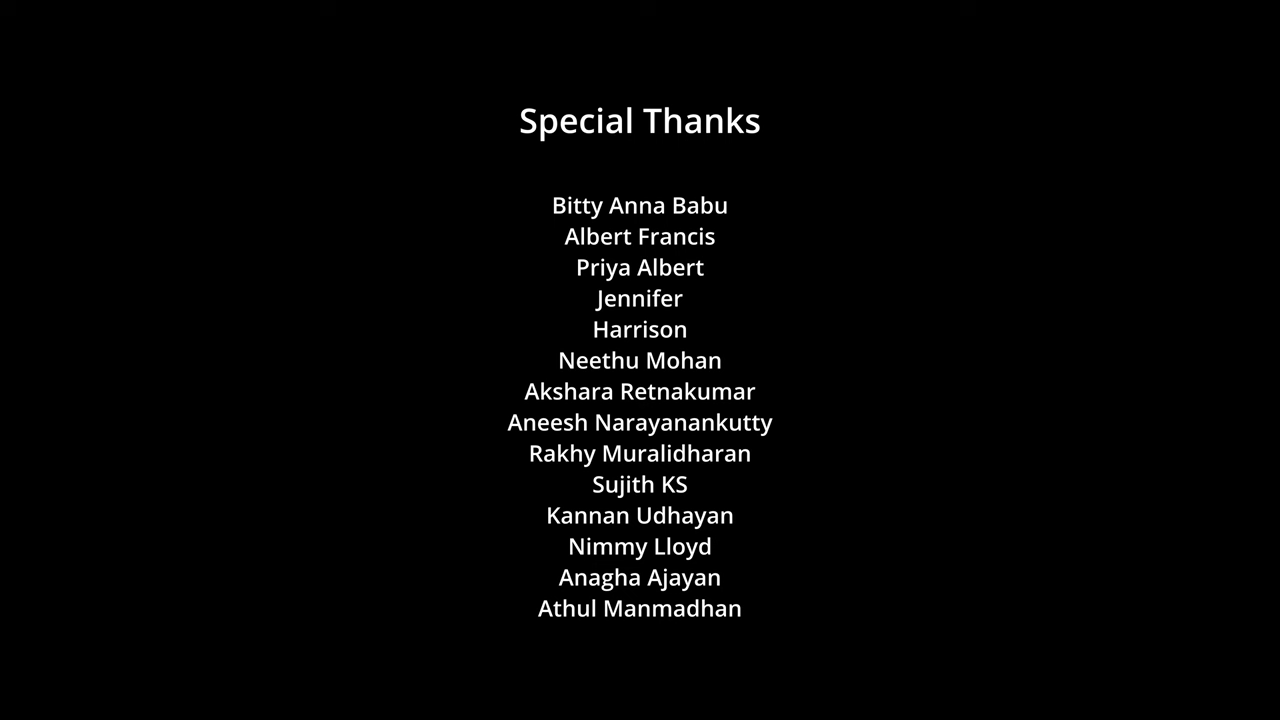 Special Thanks
Bitty Anna Babu
Albert Francis
Priya Albert
Jennifer
Harrison
Neethu Mohan
Akshara Retnakumar
Aneesh Narayanankutty
Rakhy Muralidharan
Sujith KS
Kannan Udhayan
Nimmy Lloyd
Anagha Ajayan
Athul Manmadhan